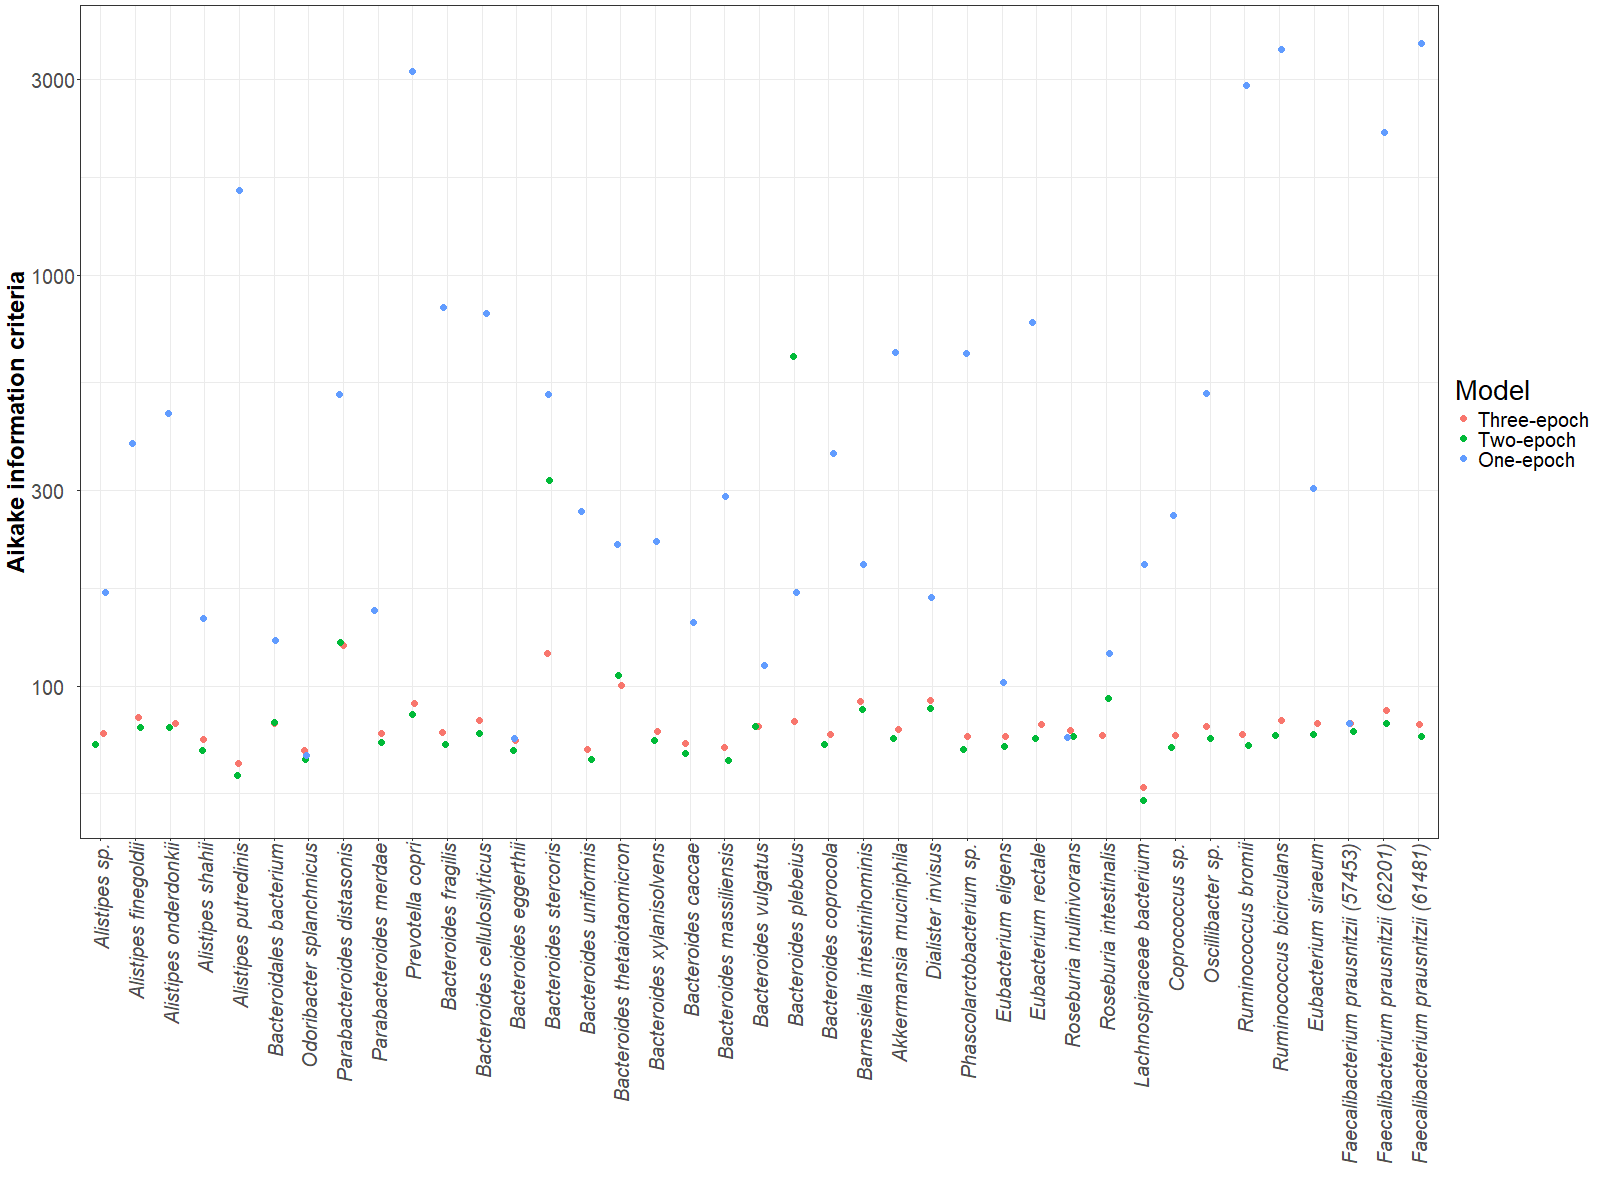 Aikake information criteria
3000
1000
300
100
Model
Three-epoch
Two-epoch
One-epoch
Alistipes sp.
Alistipes finegoldii
Alistipes onderdonkii
Alistipes shahii
Alistipes putredinis
Bacteroidales bacterium
Odoribacter splanchnicus
Parabacteroides distasonis
Parabacteroides merdae
Prevotella copri
Bacteroides fragilis
Bacteroides cellulosilyticus
Bacteroides eggerthii
Bacteroides stercoris
Bacteroides uniformis
Bacteroides thetaiotaomicron
Bacteroides xylanisolvens
Bacteroides caccae
Bacteroides massiliensis
Bacteroides vulgatus
Bacteroides plebeius
Bacteroides coprocola
Barnesiella intestinihominis
Akkermansia muciniphila
Dialister invisus
Phascolarctobacterium sp.
Eubacterium eligens
Eubacterium rectale
Roseburia inulinivorans
Roseburia intestinalis
Lachnospiraceae bacterium
Coprococcus sp.
Oscillibacter sp.
Ruminococcus bromii
Ruminococcus bicirculans
Eubacterium siraeum
Faecalibacterium prausnitzii (57453)
Faecalibacterium prausnitzii (62201)
Faecalibacterium prausnitzii (61481)